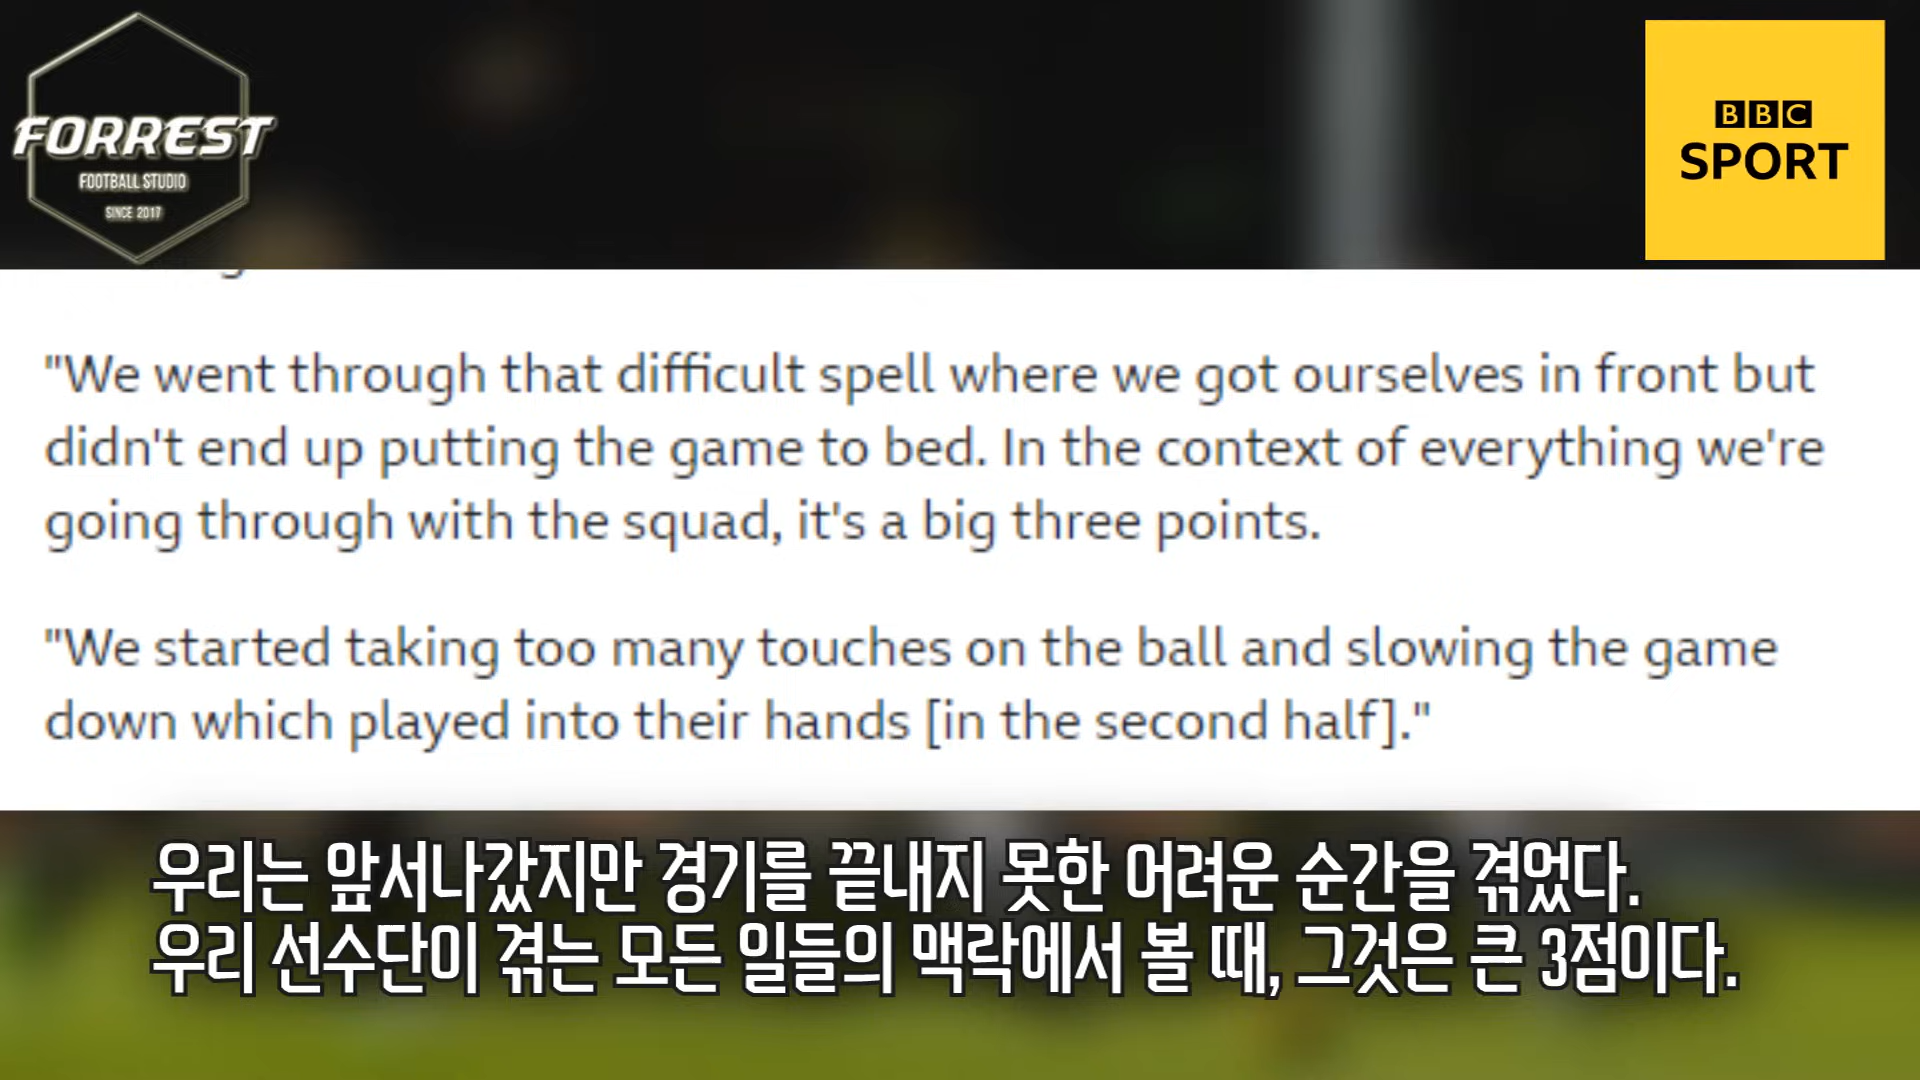 FORREST
FOOTBALL STUDIO
SINCE 2017
BBC
SPORT
"We went through that difficult spell where we got ourselves in front but
didn't end up putting the game to bed. In the context of everything we're
going through with the squad, it's a big three points.
"We started taking too many touches on the ball and slowing the game
down which played into their hands [in the second half]."
우리는 앞서나갔지만 경기를 끝내지 못한 어려운 순간을 겪었다.
우리 선수단이 겪는 모든 일들의 맥락에서 볼 때, 그것은 큰 3점이다.